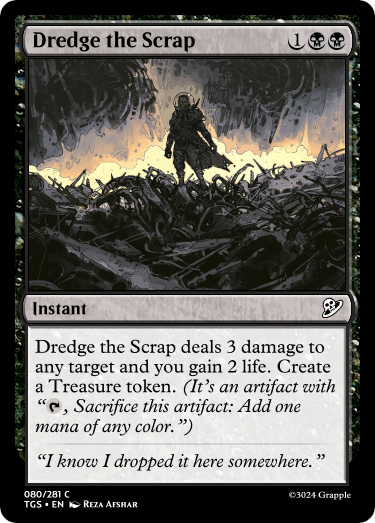 Dredge the Scrap 1
Instant
Dredge the Scrap deals 3 damage to
any target and you gain 2 life. Create
a Treasure token. (It's an artifact with
“, Sacrifice this artifact: Add one
mana of any color.”)
“I know I dropped it here somewhere.”
080/281 C
TGS • EN Reza Afshar
©3024 Grapple